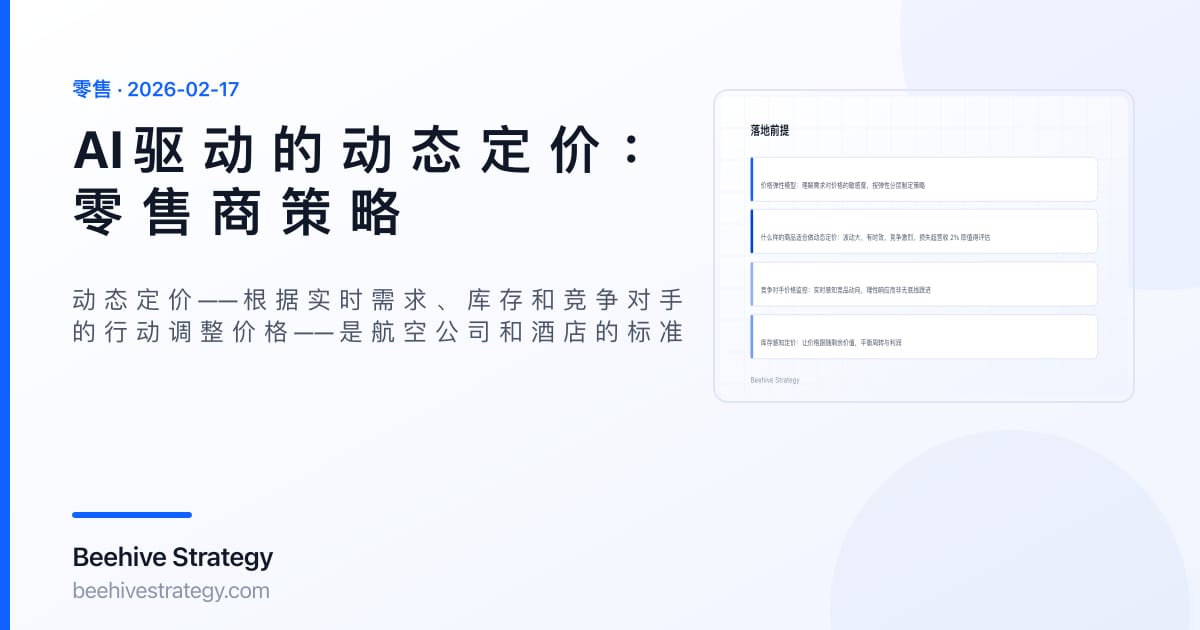 零售 · 2026-02-17
AI驱动的动态定价：
零售商策略
动态定价——根据实时需求、库存和竞争对手
的行动调整价格——是航空公司和酒店的标准
Beehive Strategy
beehivestrategy.com
落地前提
价格弹性模型：理解需求对价格的敏感度，按弹性分层制定策略
什么样的商品适合做动态定价：波动大、有时效、竞争激烈，损失超营收 2% 即值得评估
竞争对手价格监控：实时感知竞品动向，理性响应而非无底线跟进
库存感知定价：让价格跟随剩余价值，平衡周转与利润
Beehive Strategy